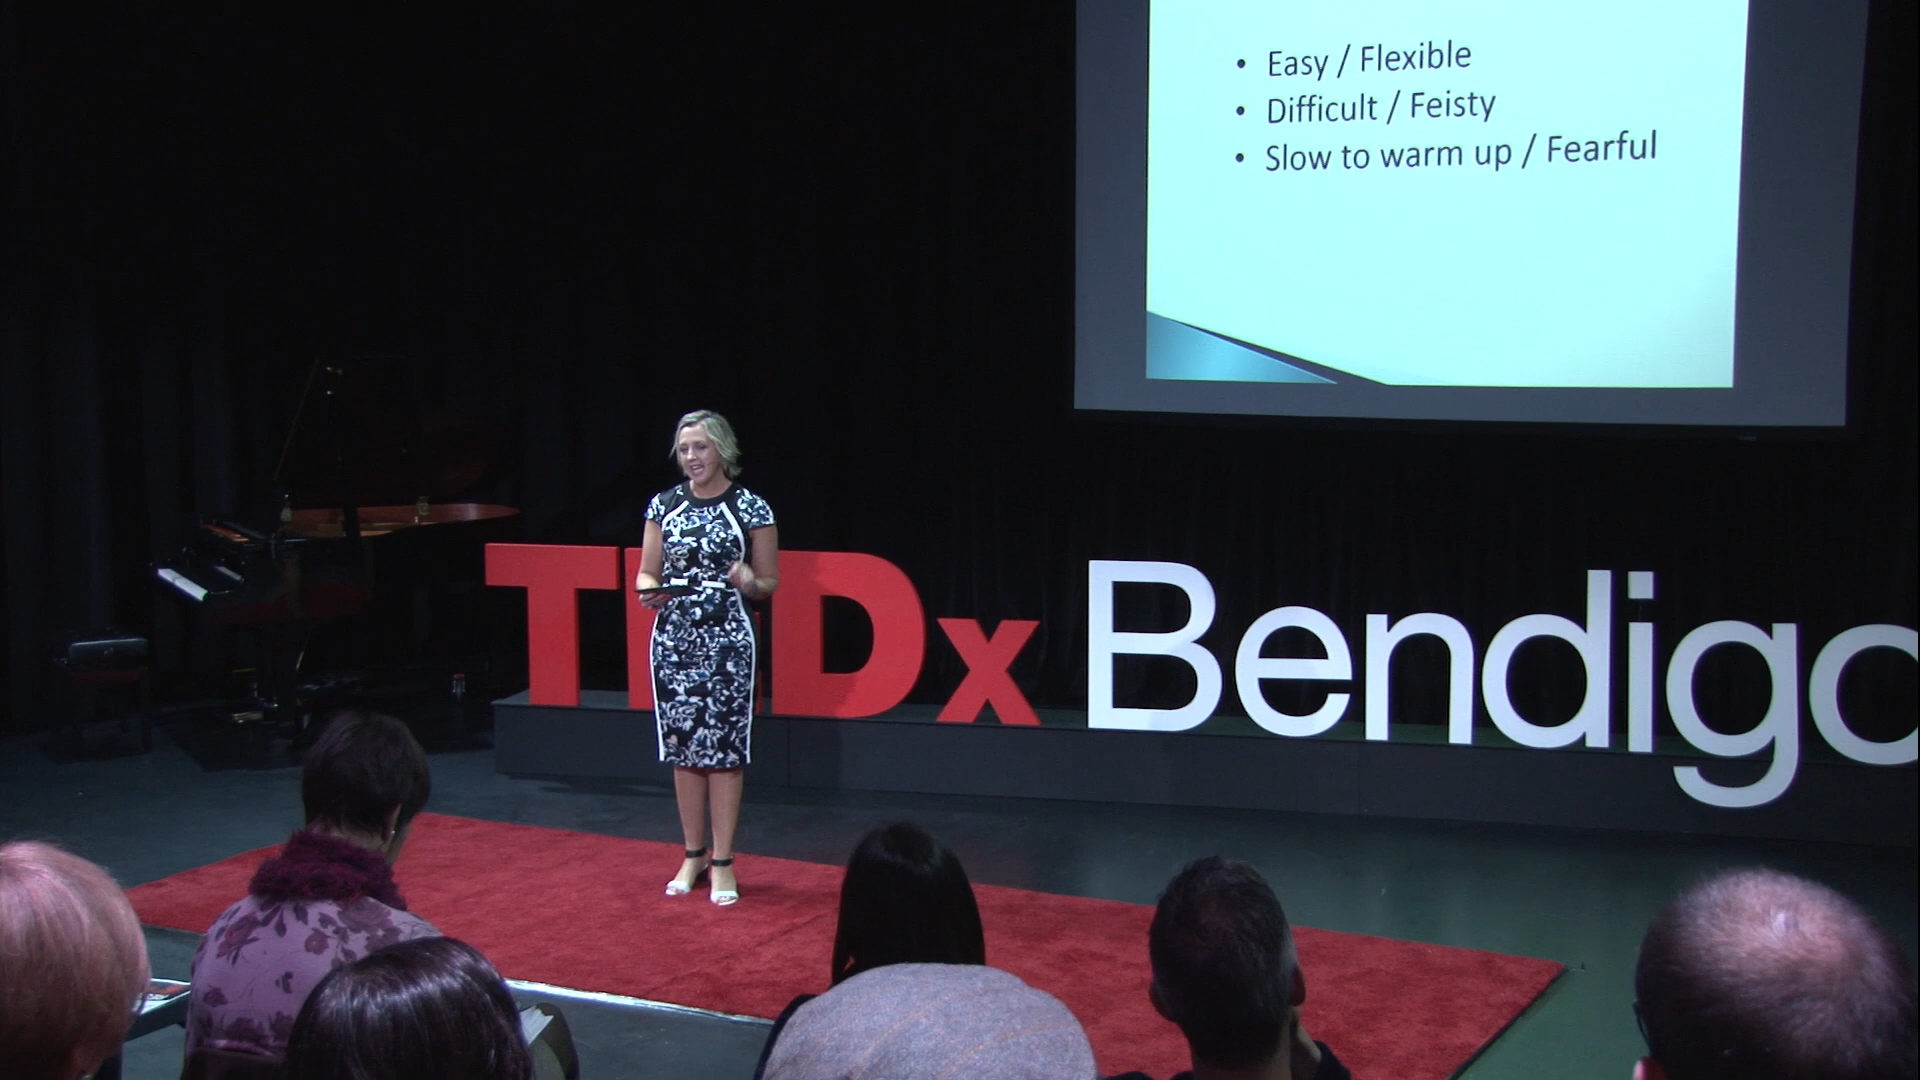 • Easy / Flexible
• Difficult / Feisty
• Slow to warm up / Fearful
TEDx Bendigo